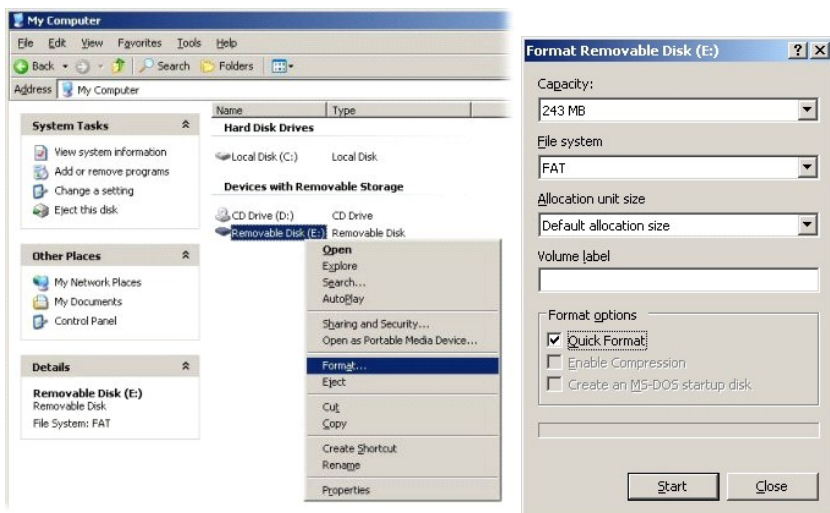 My Computer
File Edit View Favorites Tools Help
Back Search Folders
Address My Computer
System Tasks
View system information
Add or remove programs
Change a setting
Eject this disk
Other Places
My Network Places
My Documents
Control Panel
Details
Removable Disk (E:)
Removable Disk
File System: FAT
Name Type
Hard Disk Drives
Local Disk (C:) Local Disk
Devices with Removable Storage
CD Drive (D:) CD Drive
Removable Disk (E:) Removable Disk
Open
Explore
Search...
AutoPlay
Sharing and Security...
Open as Portable Media Device...
Format...
Eject
Cut
Copy
Create Shortcut
Rename
Properties
Format Removable Disk (E:)
Capacity:
243 MB
File system
FAT
Allocation unit size
Default allocation size
Volume label
Format options
Quick Format
Enable Compression
Create an MS-DOS startup disk
Start Close